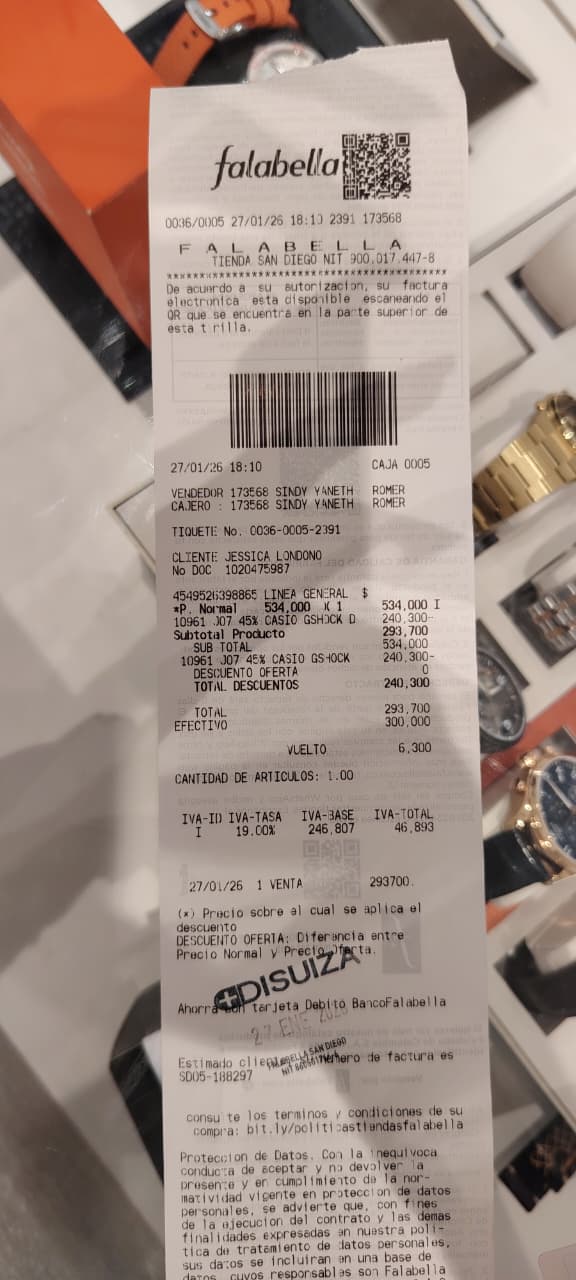 falabella
0036/0005 27/01/26 18:10 2391 173568
F A L A B E L L A
TIENDA SAN DIEGO NIT 900.017.447-8
****************************************
De acuerdo a su autorizacion, su factura
electronica esta disponible escaneando el
QR que se encuentra en la parte superior de
esta tirilla.
27/01/26 18:10 CAJA 0005
VENDEDOR 173568 SINDY YANETH ROMER
CAJERO : 173568 SINDY YANETH ROMER
TIQUETE No. 0036-0005-2391
CLIENTE JESSICA LONDONO
No DOC 1020475987
4549526398865 LINEA GENERAL $
*P. Normal 534,000 X 1 534,000 I
10961 J07 45% CASIO GSHOCK D 240,300-
Subtotal Producto 293,700
SUB TOTAL 534,000
10961 J07 45% CASIO GSHOCK 240,300-
DESCUENTO OFERTA 0
TOTAL DESCUENTOS 240,300
TOTAL 293,700
EFECTIVO 300,000
VUELTO 6,300
CANTIDAD DE ARTICULOS: 1.00
IVA-ID IVA-TASA IVA-BASE IVA-TOTAL
I 19.00% 246,807 46,893
27/01/26 1 VENTA 293700.
(*) Precio sobre al cual se aplica el
descuento
DESCUENTO OFERTA: Diferencia entre
Precio Normal y Precio Oferta.
DISUIZA
Ahorra con tarjeta Debito BancoFalabella
27 ENE 2026
Estimado cliente, su numero de factura es
FALABELLA SAN DIEGO
SD05-188297
consulte los terminos y condiciones de su
compra: bit.ly/politicastiendasfalabella
Proteccion de Datos. Con la inequivoca
conducta de aceptar y no devolver la
presente y en cumplimiento de la nor-
matividad vigente en proteccion de datos
personales, se advierte que, con fines
de la ejecucion del contrato y las demas
finalidades expresadas en nuestra poli-
tica de tratamiento de datos personales,
sus datos se incluiran en una base de
datos, cuyos responsables son Falabella